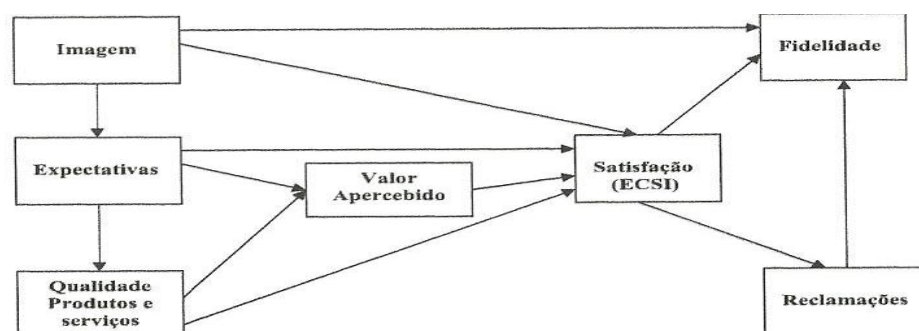 Imagem
Fidelidade
Expectativas
Valor
Apercebido
Satisfação
(ECSI)
Qualidade
Produtos e
serviços
Reclamações